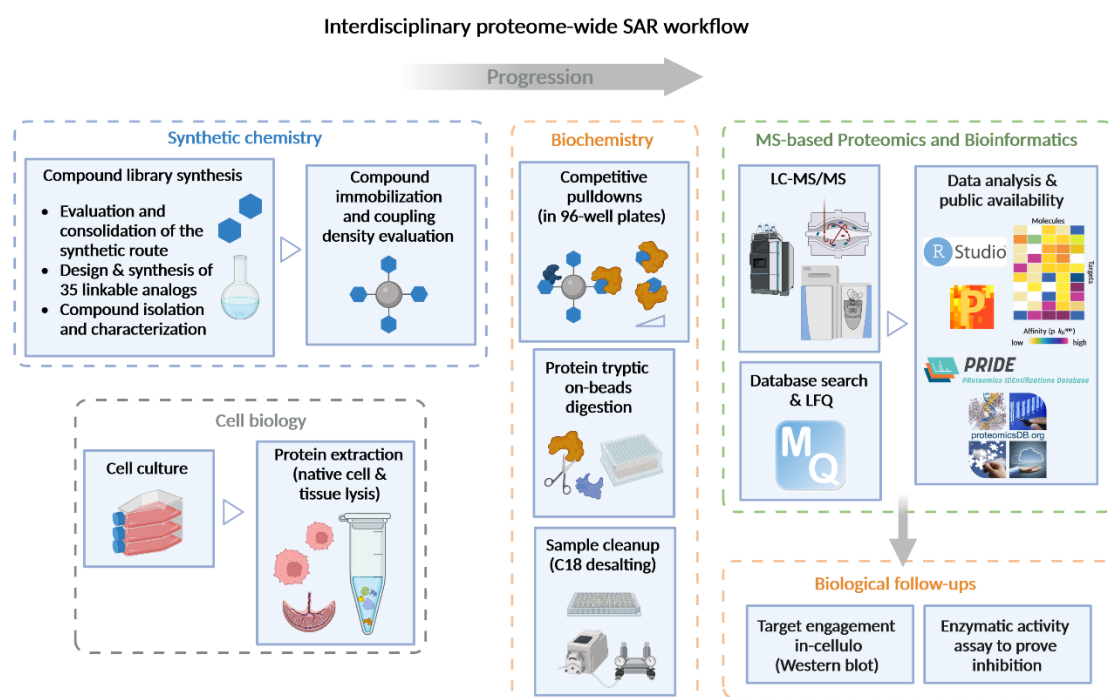 Interdisciplinary proteome-wide SAR workflow
Progression
Synthetic chemistry
Compound library synthesis
• Evaluation and
consolidation of the
synthetic route
• Design & synthesis of
35 linkable analogs
• Compound isolation
and characterization
Compound
immobilization
and coupling
density evaluation
Cell biology
Cell culture
Protein extraction
(native cell &
tissue lysis)
Biochemistry
Competitive
pulldowns
(in 96-well plates)
Protein tryptic
on-beads
digestion
Sample cleanup
(C18 desalting)
MS-based Proteomics and Bioinformatics
LC-MS/MS
Database search
& LFQ
MQ
Data analysis &
public availability
R Studio
Molecules
Targets
P
Affinity (p kdapp)
low high
PRIDE
PRoteomics IDEntifications Database
proteomicsDB.org
Biological follow-ups
Target engagement
in-cellulo
(Western blot)
Enzymatic activity
assay to prove
inhibition